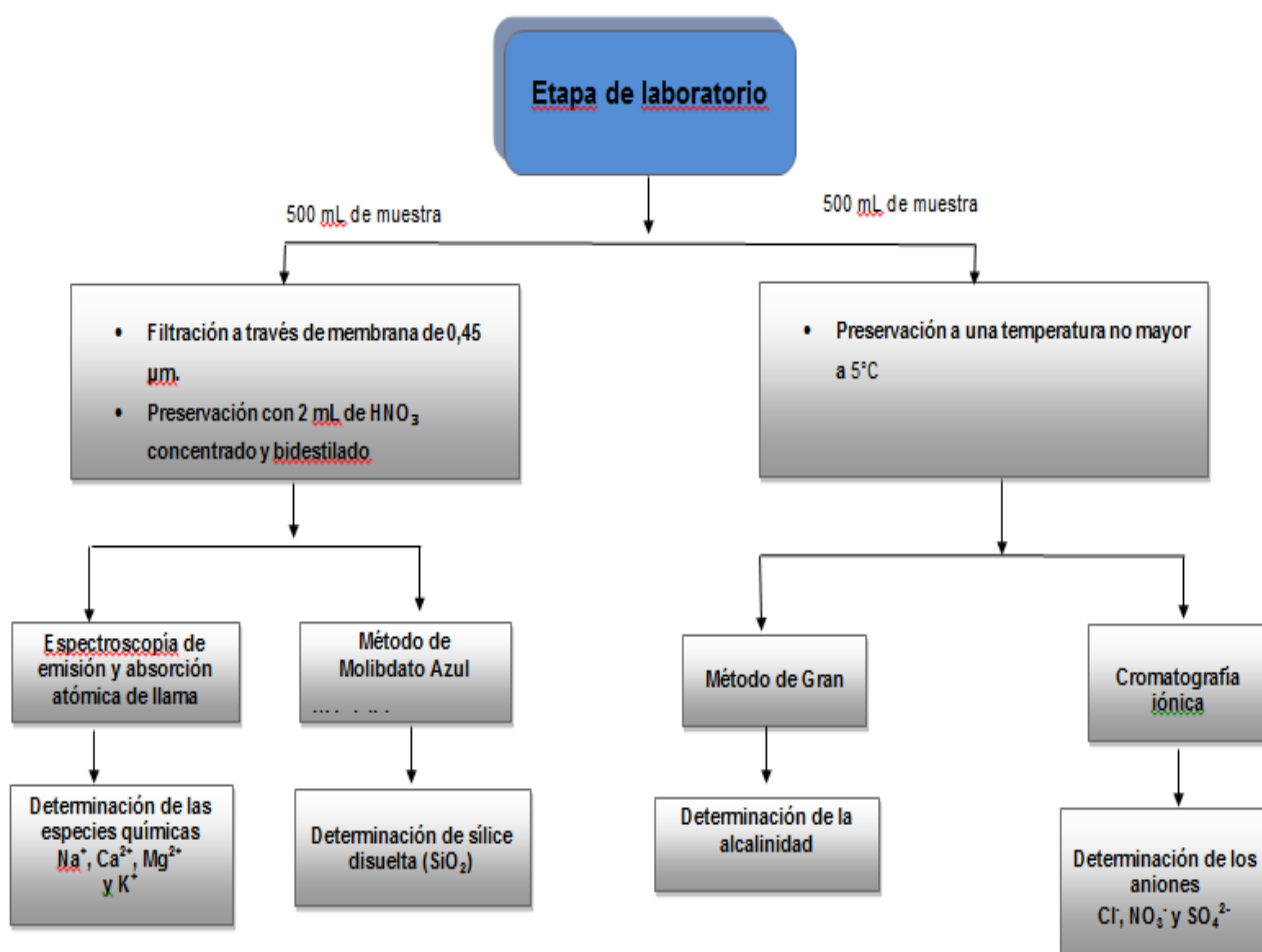 Etapa de laboratorio
500 mL de muestra
500 mL de muestra
• Filtración a través de membrana de 0,45
µm.
• Preservación con 2 mL de HNO₃
concentrado y bidestilado
• Preservación a una temperatura no mayor
a 5°C
Espectroscopía de
emisión y absorción
atómica de llama
Método de
Molibdato Azul
Método de Gran
Cromatografía
iónica
Determinación de las
especies químicas
Na⁺, Ca²⁺, Mg²⁺
y K⁺
Determinación de sílice
disuelta (SiO₂)
Determinación de la
alcalinidad
Determinación de los
aniones
Cl⁻, NO₃⁻ y SO₄²⁻